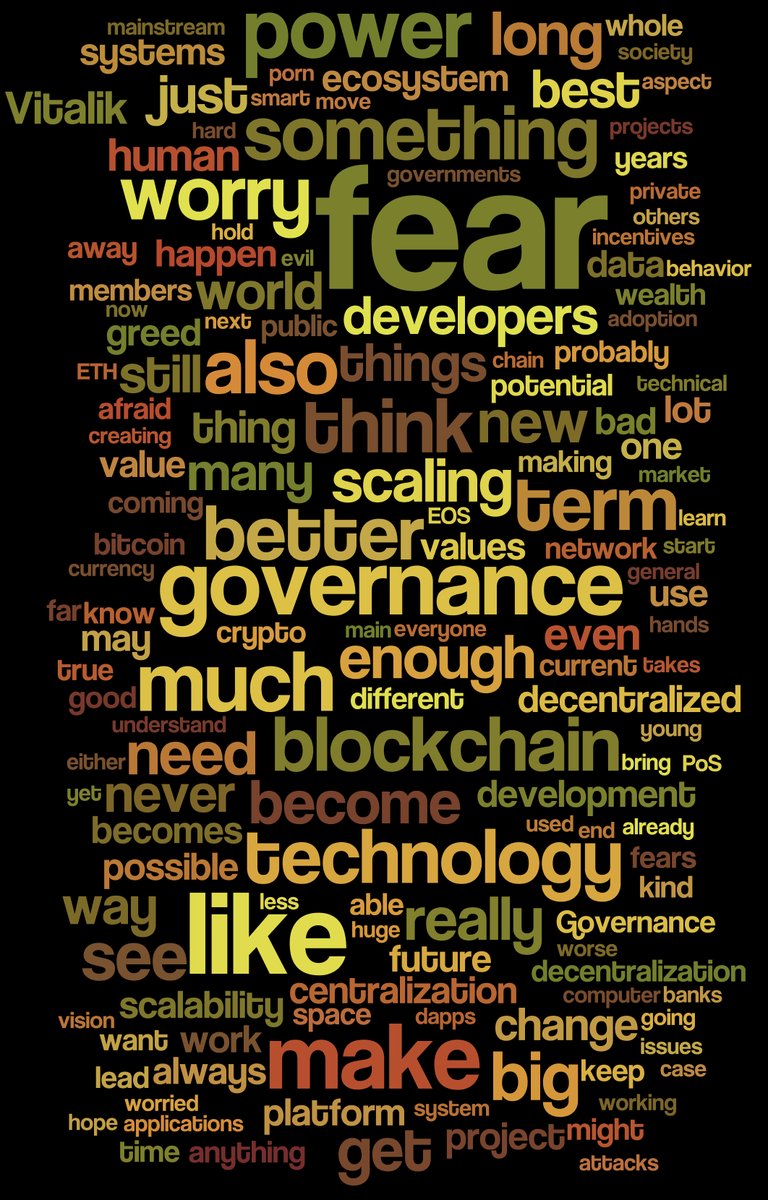 mainstream power long whole
systems society
porn ecosystem best aspect
Vitalik just smart move
hard something projects
human governments years
worry fear private
hold others
away happen evil incentives
data behavior
members world wealth
now developers
greed next public adoption
ETH still also things chain probably
potential technical
afraid thing think new bad lot
creating one
value many scaling making market
coming term
EOS learn
bitcoin better values network start
currency governance general
far know use
may crypto main everyone even hands
true much enough current takes
good different decentralized
understand blockchain young
either need bring PoS
yet never become development
becomes technology used end already
possible fears
kind
way like less able really Governance
huge worse
see future decentralization
centralization computer banks
vision scalability space dapps change going
want work make issues
lead always big keep case
worried working
hope applications platform system
time anything get project might
attacks